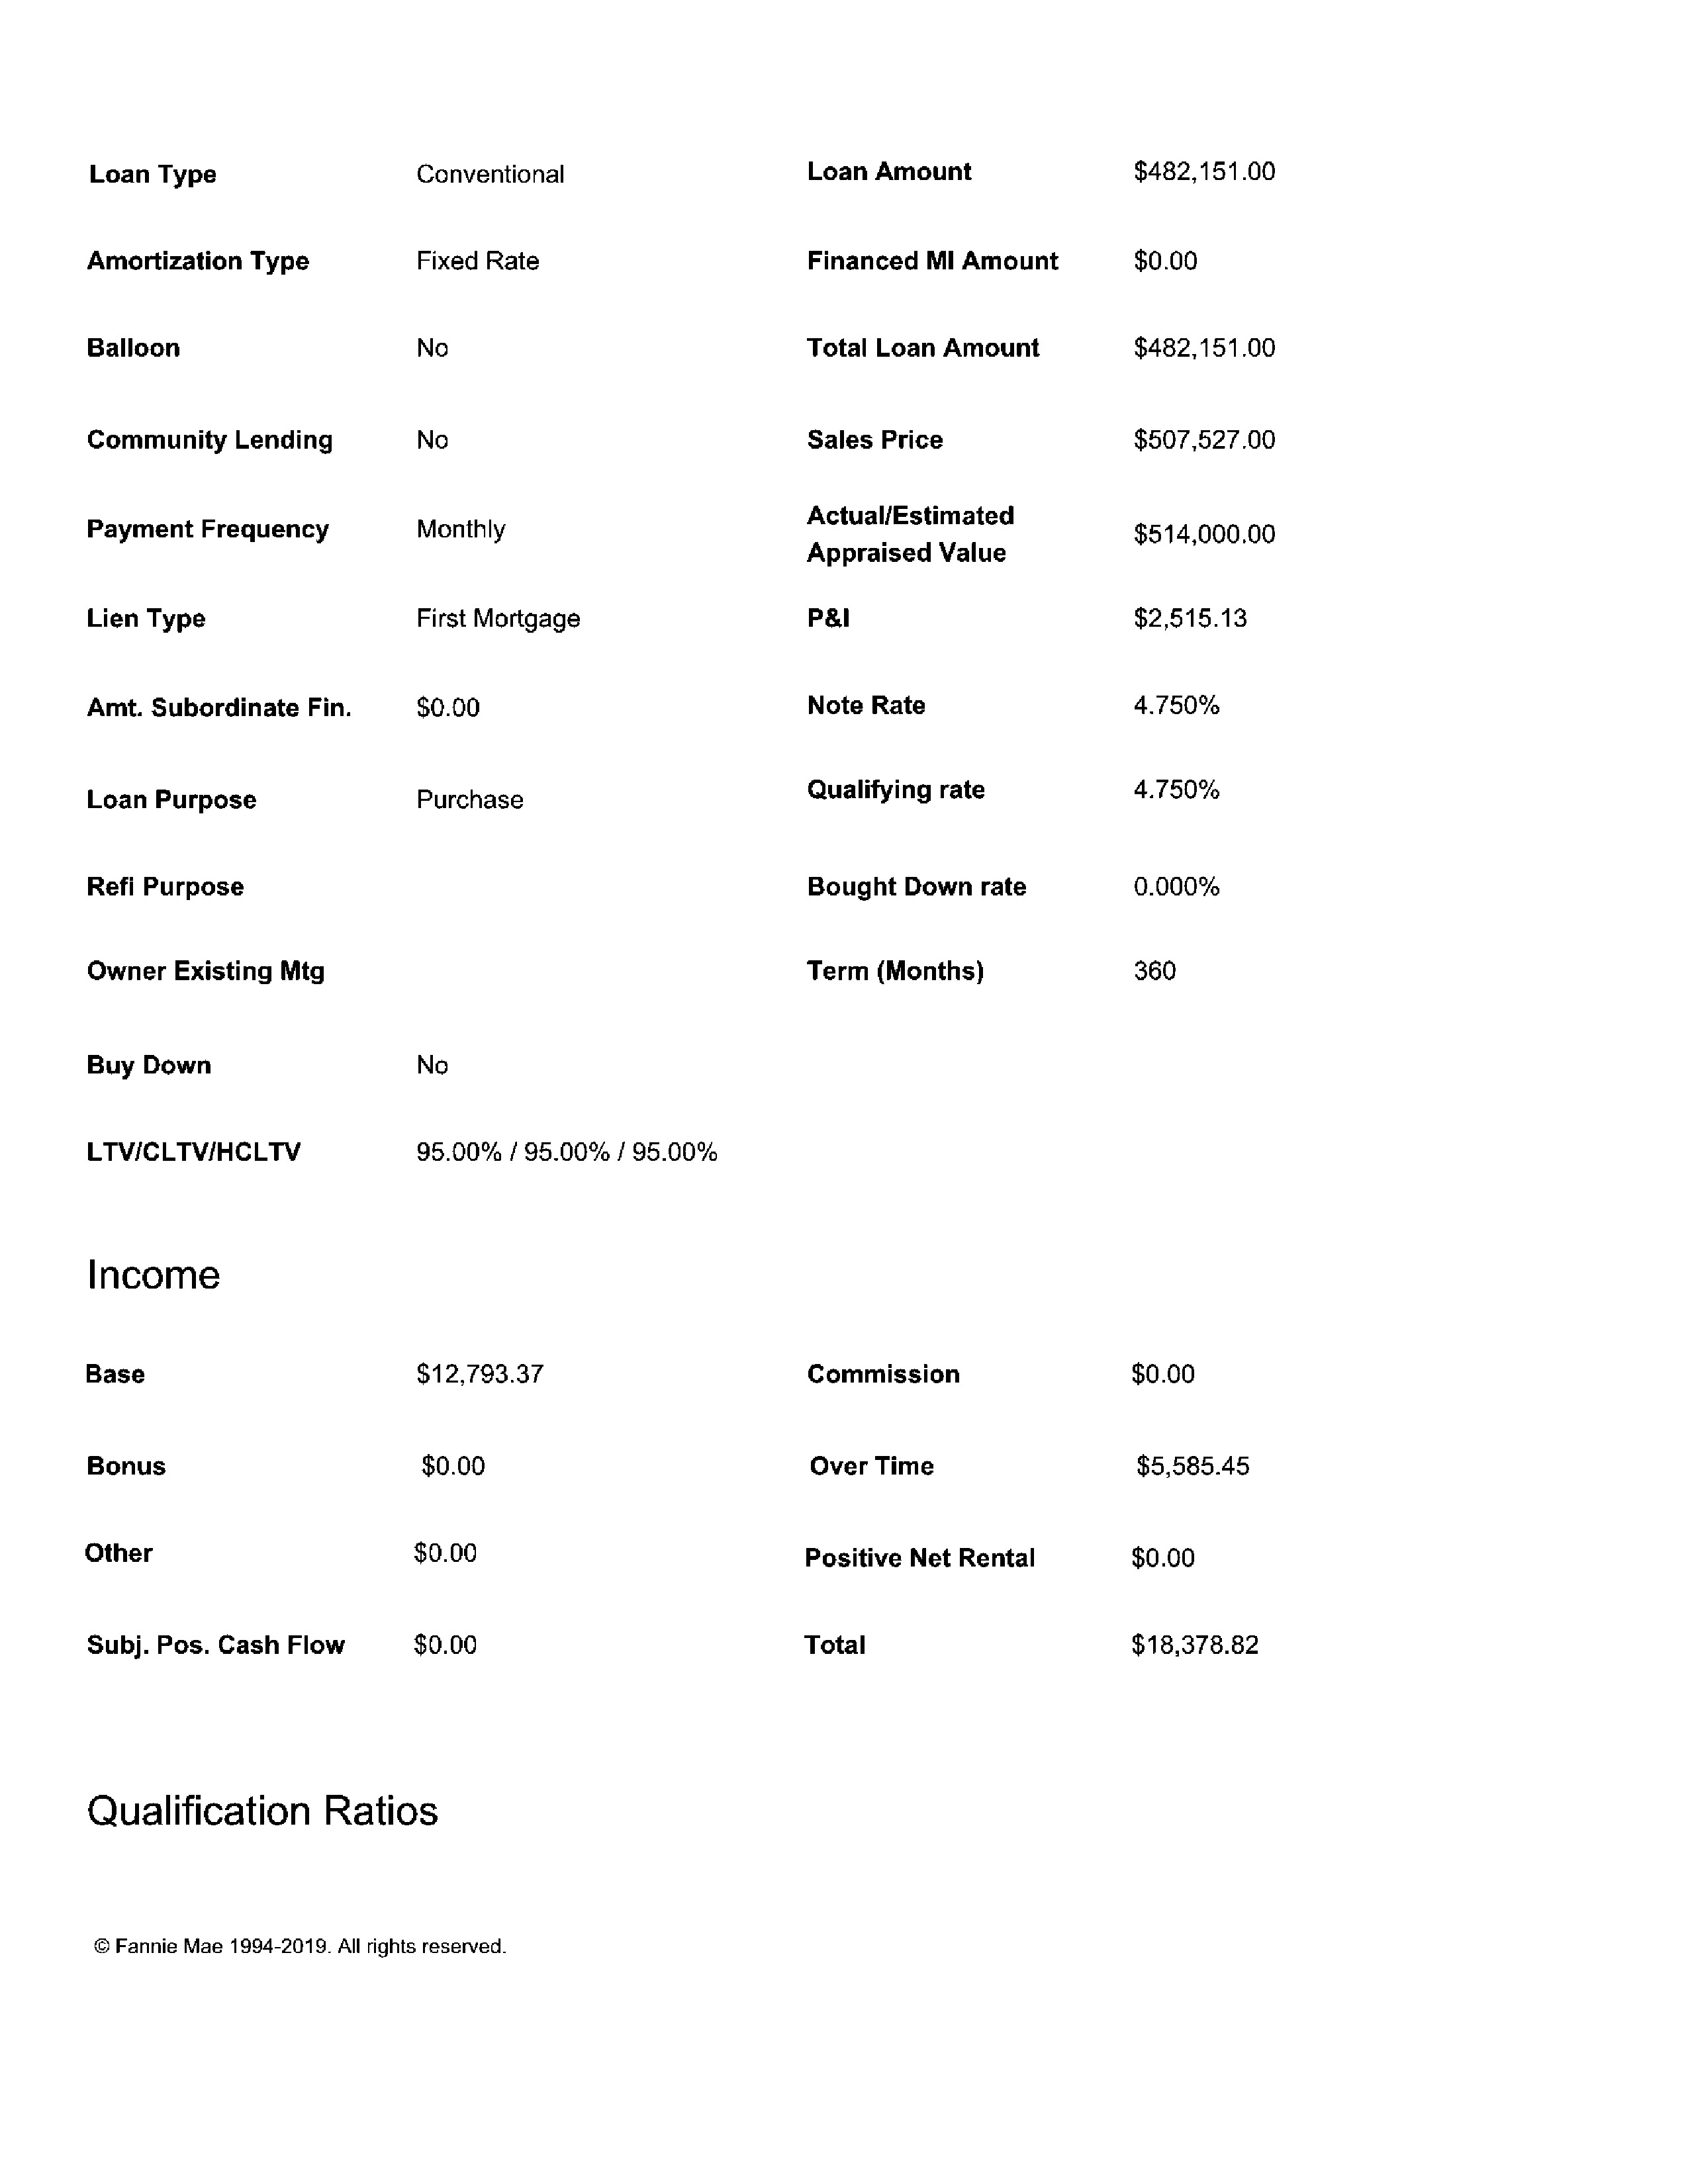 Loan Type Conventional Loan Amount $482,151.00
Amortization Type Fixed Rate Financed MI Amount $0.00
Balloon No Total Loan Amount $482,151.00
Community Lending No Sales Price $507,527.00
Payment Frequency Monthly Actual/Estimated
Appraised Value $514,000.00
Lien Type First Mortgage P&I $2,515.13
Amt. Subordinate Fin. $0.00 Note Rate 4.750%
Loan Purpose Purchase Qualifying rate 4.750%
Refi Purpose Bought Down rate 0.000%
Owner Existing Mtg Term (Months) 360
Buy Down No
LTV/CLTV/HCLTV 95.00% / 95.00% / 95.00%
Income
Base $12,793.37 Commission $0.00
Bonus $0.00 Over Time $5,585.45
Other $0.00 Positive Net Rental $0.00
Subj. Pos. Cash Flow $0.00 Total $18,378.82
Qualification Ratios
© Fannie Mae 1994-2019. All rights reserved.